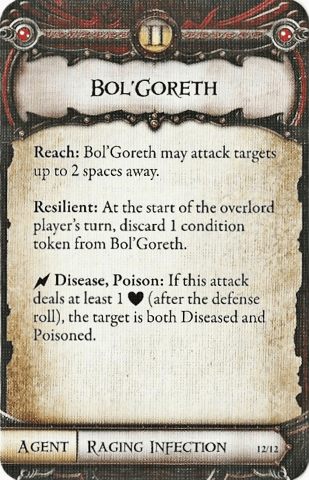 II
BOL'GORETH
Reach: Bol'Goreth may attack targets
up to 2 spaces away.
Resilient: At the start of the overlord
player's turn, discard 1 condition
token from Bol'Goreth.
Disease, Poison: If this attack
deals at least 1 ♥ (after the defense
roll), the target is both Diseased and
Poisoned.
AGENT RAGING INFECTION 12/12